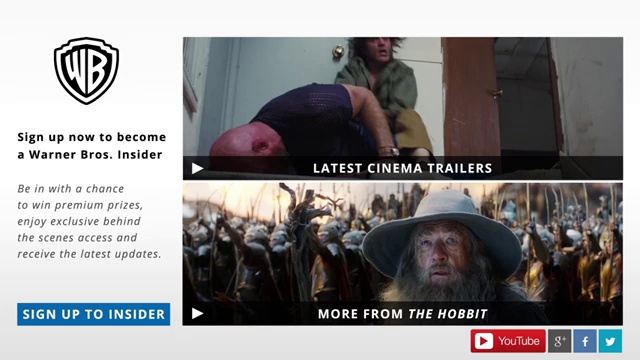 WB
Sign up now to become
a Warner Bros. Insider
Be in with a chance
to win premium prizes,
enjoy exclusive behind
the scenes access and
receive the latest updates.
SIGN UP TO INSIDER
LATEST CINEMA TRAILERS
MORE FROM THE HOBBIT
YouTube
g+
f